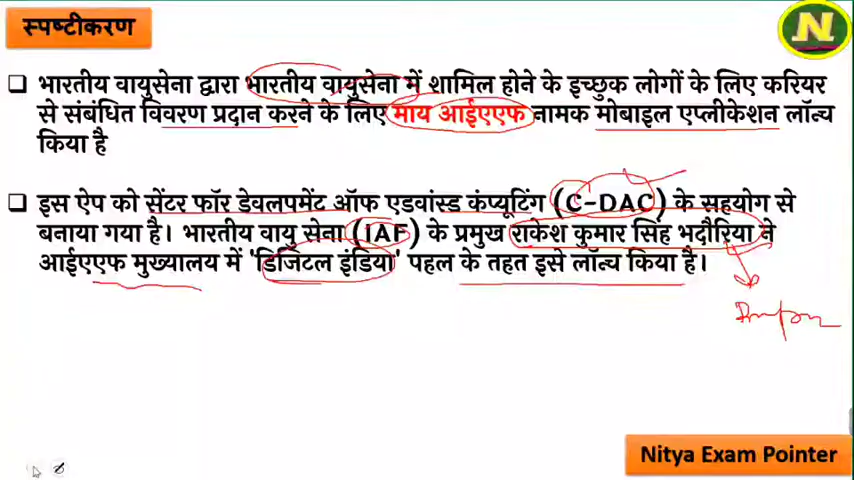 स्पष्टीकरण
N
भारतीय वायुसेना द्वारा भारतीय वायुसेना में शामिल होने के इच्छुक लोगों के लिए करियर
से संबंधित विवरण प्रदान करने के लिए माय आईएएफ नामक मोबाइल एप्लीकेशन लॉन्च
किया है
इस ऐप को सेंटर फॉर डेवलपमेंट ऑफ एडवांस्ड कंप्यूटिंग (C-DAC) के सहयोग से
बनाया गया है। भारतीय वायु सेना (IAF) के प्रमुख राकेश कुमार सिंह भदौरिया ने
आईएएफ मुख्यालय में 'डिजिटल इंडिया' पहल के तहत इसे लॉन्च किया है।
Nitya Exam Pointer